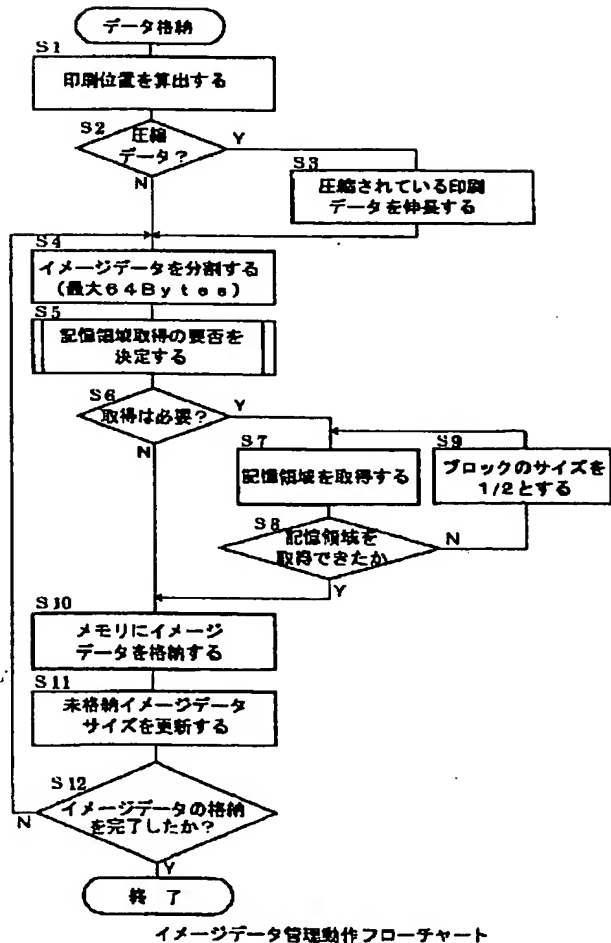 データ格納
S1
印刷位置を算出する
S2
圧縮
データ?
Y
N
S3
圧縮されている印刷
データを伸長する
S4
イメージデータを分割する
(最大64Bytes)
S5
記憶領域取得の要否を
決定する
S6
取得は必要?
Y
N
S7
記憶領域を取得する
S9
ブロックのサイズを
1/2とする
S8
記憶領域を
取得できたか
N
Y
S10
メモリにイメージ
データを格納する
S11
未格納イメージデータ
サイズを更新する
S12
イメージデータの格納
を完了したか?
N
Y
終了
イメージデータ管理動作フローチャート